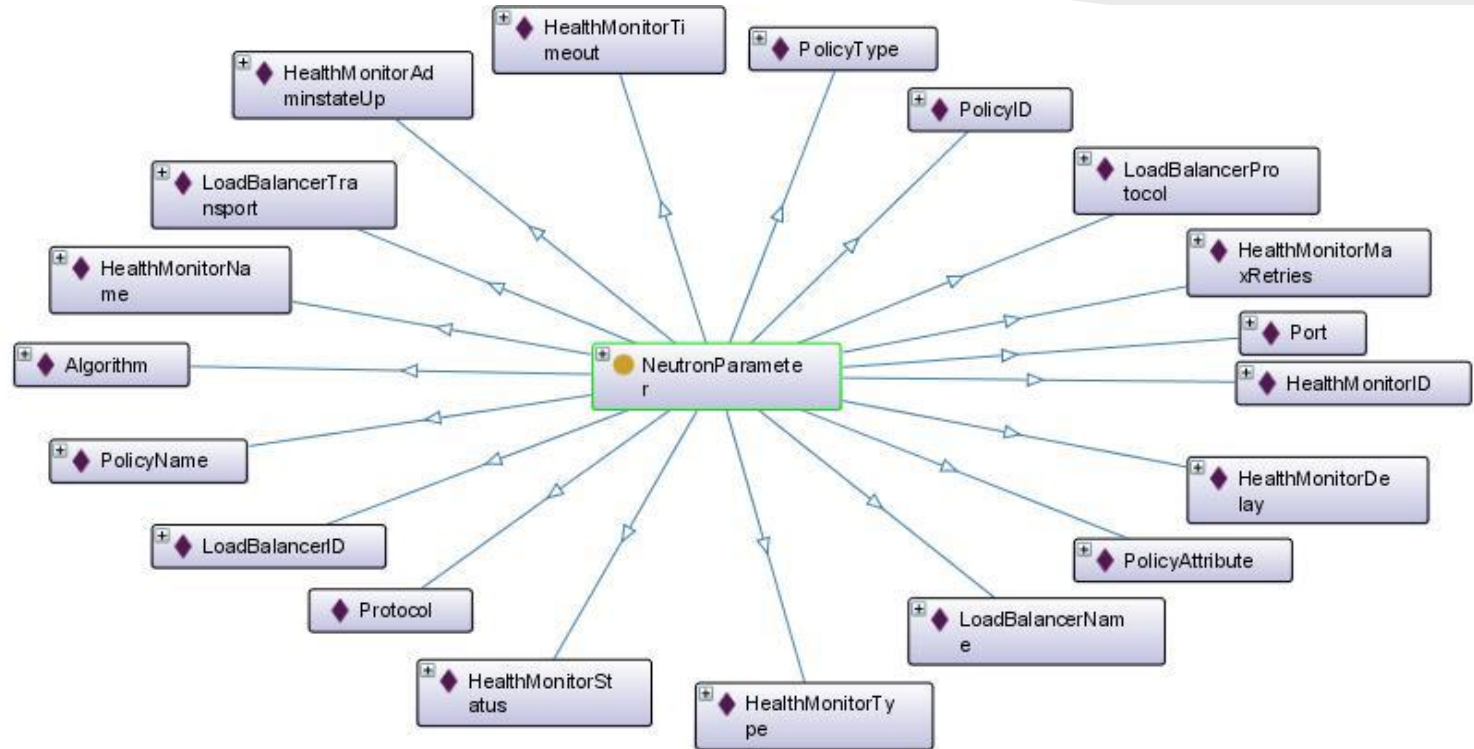 HealthMonitorTi
meout
PolicyType
HealthMonitorAd
minstateUp
PolicyID
LoadBalancerPro
tocol
LoadBalancerTra
nsport
HealthMonitorMa
xRetries
HealthMonitorNa
me
Port
NeutronParamete
r
Algorithm
HealthMonitorID
PolicyName
HealthMonitorDe
lay
LoadBalancerID
PolicyAttribute
Protocol
LoadBalancerNam
e
HealthMonitorSt
atus
HealthMonitorTy
pe